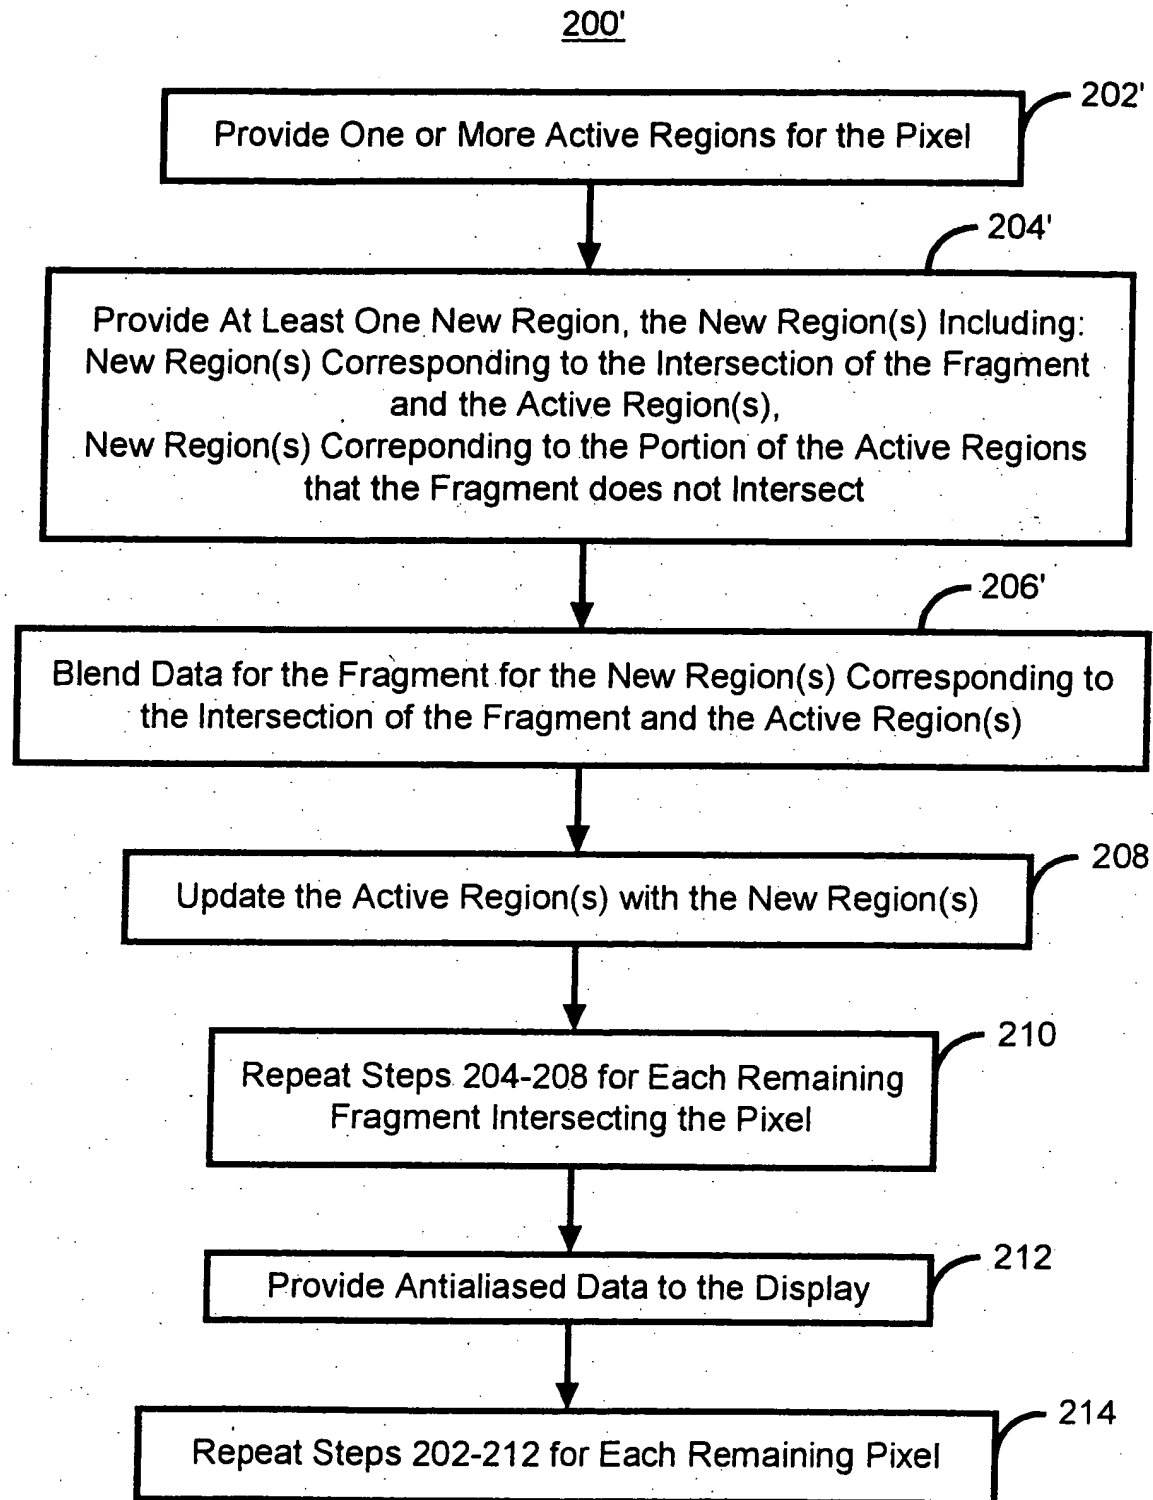 200'
202'
Provide One or More Active Regions for the Pixel
204'
Provide At Least One New Region, the New Region(s) Including:
New Region(s) Corresponding to the Intersection of the Fragment
and the Active Region(s),
New Region(s) Correponding to the Portion of the Active Regions
that the Fragment does not Intersect
206'
Blend Data for the Fragment for the New Region(s) Corresponding to
the Intersection of the Fragment and the Active Region(s)
208
Update the Active Region(s) with the New Region(s)
210
Repeat Steps 204-208 for Each Remaining
Fragment Intersecting the Pixel
212
Provide Antialiased Data to the Display
214
Repeat Steps 202-212 for Each Remaining Pixel